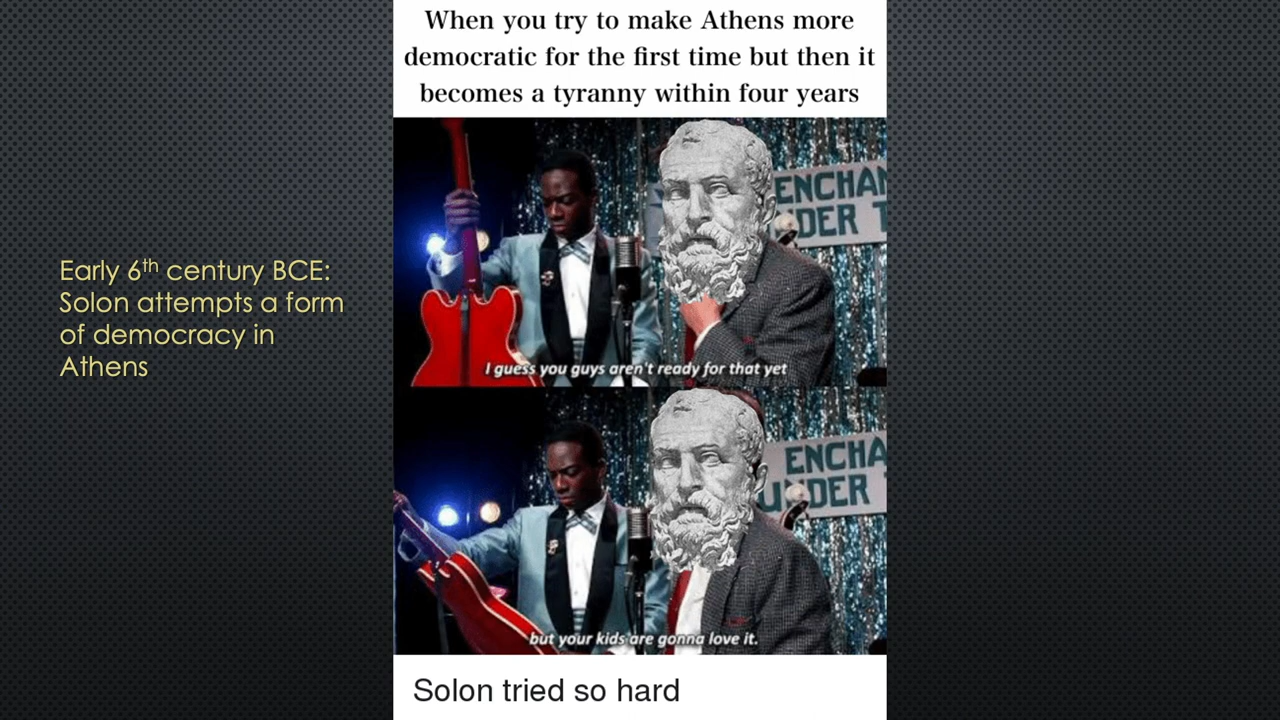 Early 6th century BCE:
Solon attempts a form
of democracy in
Athens
When you try to make Athens more
democratic for the first time but then it
becomes a tyranny within four years
ENCHAN
DER T
I guess you guys aren't ready for that yet
ENCHA
UNDER
but your kids are gonna love it.
Solon tried so hard